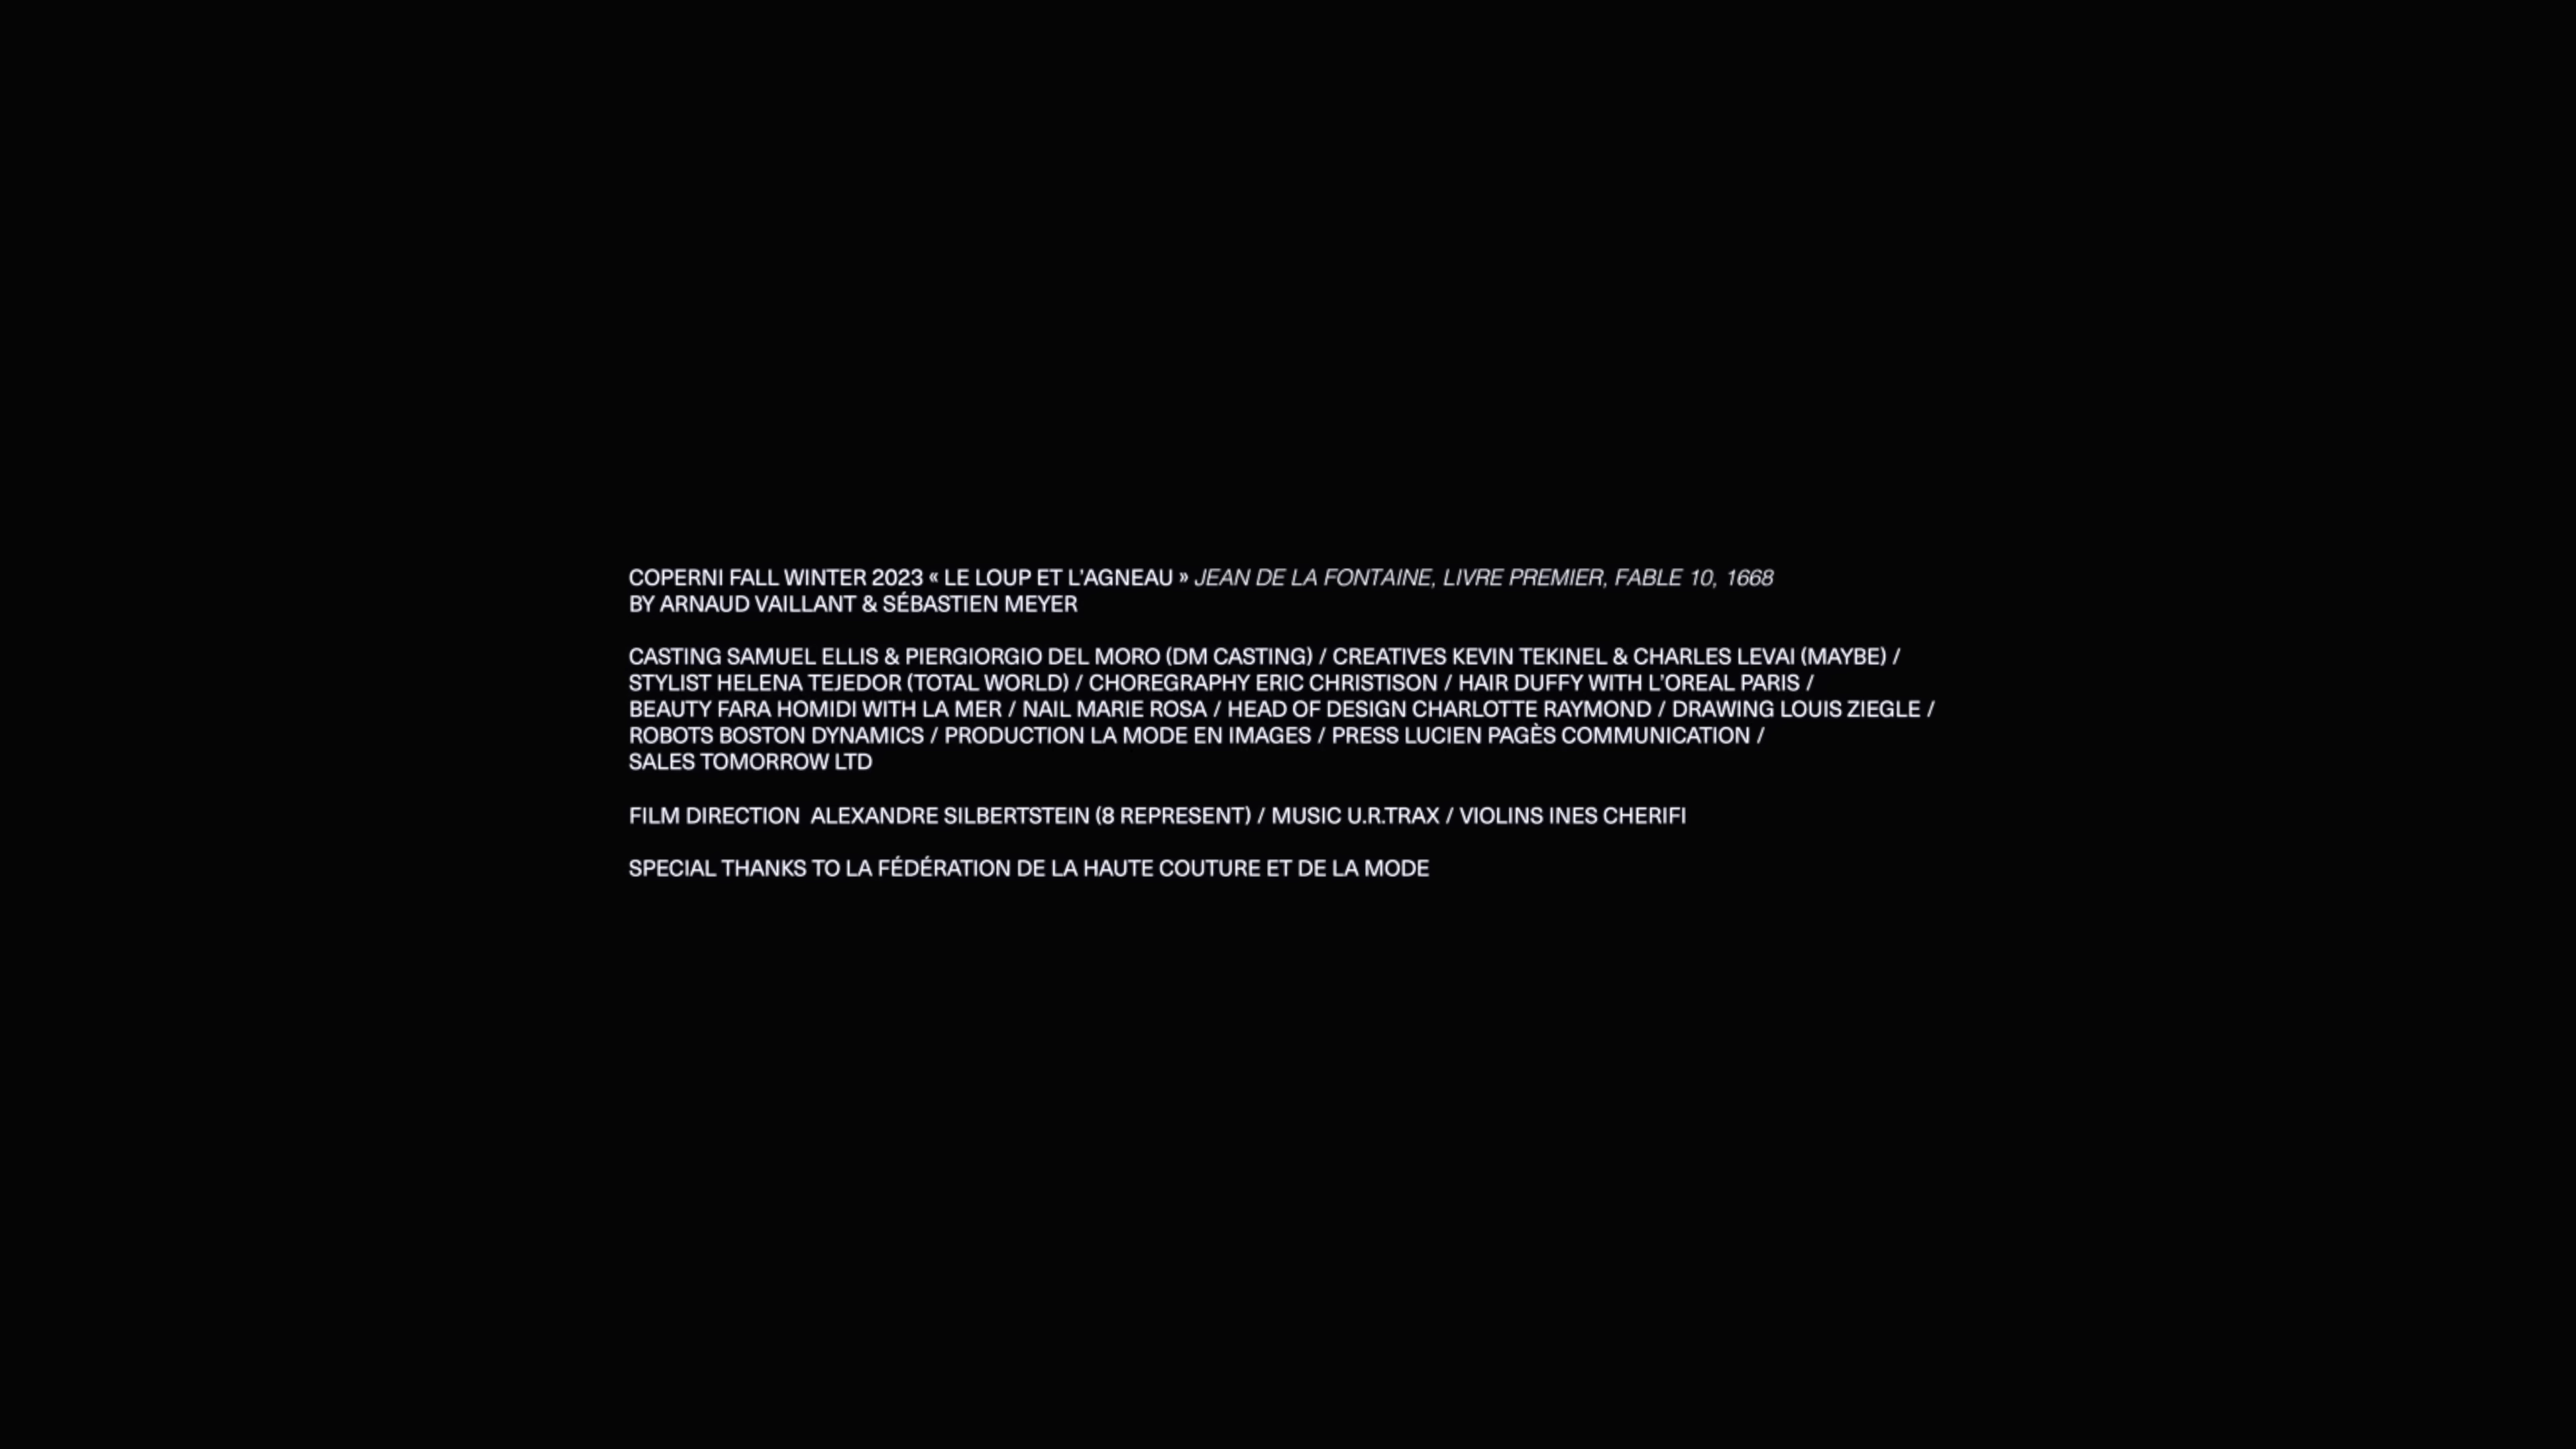 COPERNI FALL WINTER 2023 « LE LOUP ET L'AGNEAU » JEAN DE LA FONTAINE, LIVRE PREMIER, FABLE 10, 1668
BY ARNAUD VAILLANT & SÉBASTIEN MEYER
CASTING SAMUEL ELLIS & PIERGIORGIO DEL MORO (DM CASTING) / CREATIVES KEVIN TEKINEL & CHARLES LEVAI (MAYBE) /
STYLIST HELENA TEJEDOR (TOTAL WORLD) / CHOREGRAPHY ERIC CHRISTISON / HAIR DUFFY WITH L'OREAL PARIS /
BEAUTY FARA HOMIDI WITH LA MER / NAIL MARIE ROSA / HEAD OF DESIGN CHARLOTTE RAYMOND / DRAWING LOUIS ZIEGLE /
ROBOTS BOSTON DYNAMICS / PRODUCTION LA MODE EN IMAGES / PRESS LUCIEN PAGÈS COMMUNICATION /
SALES TOMORROW LTD
FILM DIRECTION  ALEXANDRE SILBERTSTEIN (8 REPRESENT) / MUSIC U.R.TRAX / VIOLINS INES CHERIFI
SPECIAL THANKS TO LA FÉDÉRATION DE LA HAUTE COUTURE ET DE LA MODE